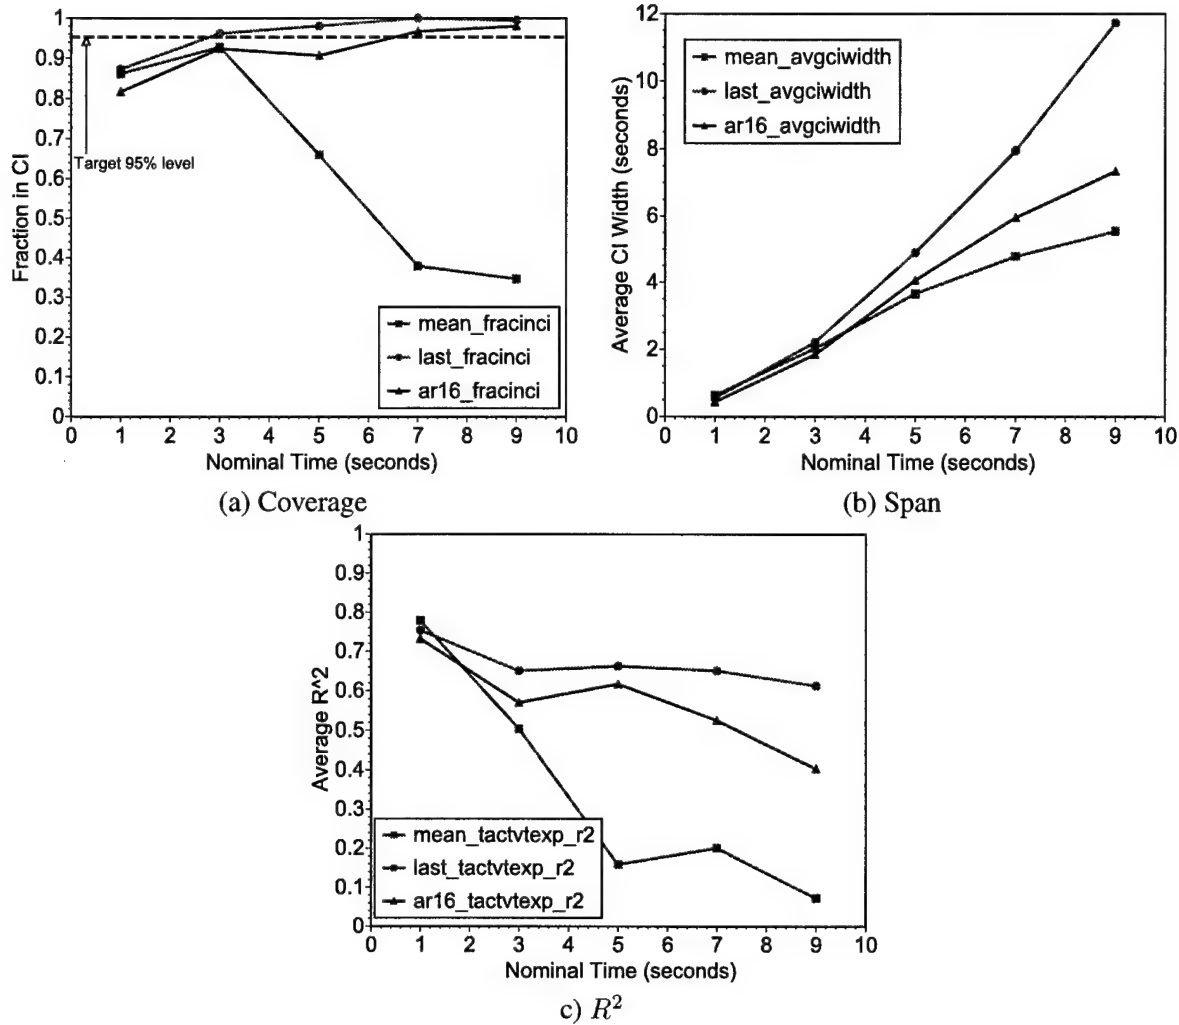 1
0.9
0.8
0.7
0.6
0.5
0.4
0.3
0.2
0.1
0
Fraction in CI
Target 95% level
mean_fracinci
last_fracinci
ar16_fracinci
0 1 2 3 4 5 6 7 8 9 10
Nominal Time (seconds)
(a) Coverage
12
10
8
6
4
2
0
Average CI Width (seconds)
mean_avgciwidth
last_avgciwidth
ar16_avgciwidth
0 1 2 3 4 5 6 7 8 9 10
Nominal Time (seconds)
(b) Span
1
0.9
0.8
0.7
0.6
0.5
0.4
0.3
0.2
0.1
0
Average R^2
mean_tactvtexp_r2
last_tactvtexp_r2
ar16_tactvtexp_r2
0 1 2 3 4 5 6 7 8 9 10
Nominal Time (seconds)
c) R²